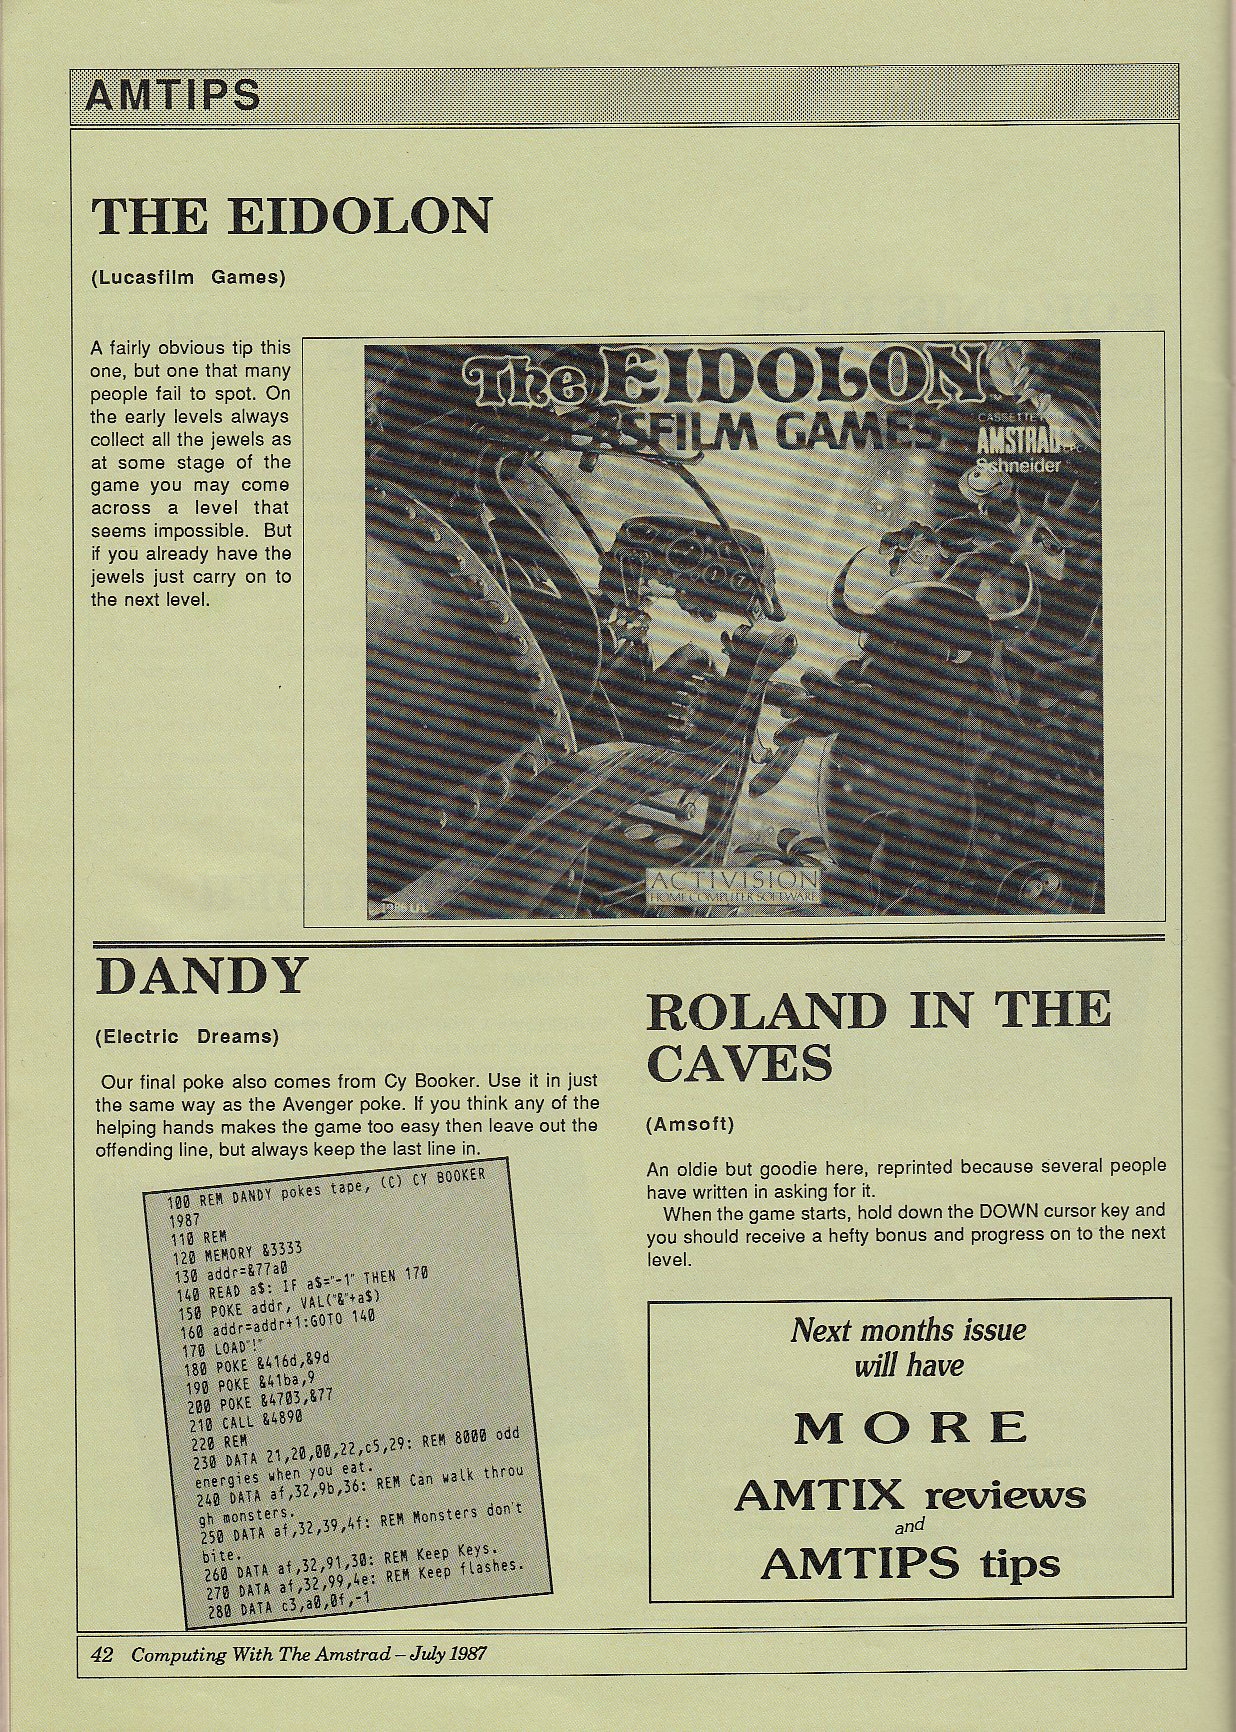 AMTIPS
THE EIDOLON
(Lucasfilm Games)
A fairly obvious tip this
one, but one that many
people fail to spot. On
the early levels always
collect all the jewels as
at some stage of the
game you may come
across a level that
seems impossible. But
if you already have the
jewels just carry on to
the next level.
The EIDOLON
CASFILM GAMES
CASSETTE
AMSTRAD
Schneider
ACTIVISION
HOME COMPUTER SOFTWARE
DANDY
(Electric Dreams)
Our final poke also comes from Cy Booker. Use it in just
the same way as the Avenger poke. If you think any of the
helping hands makes the game too easy then leave out the
offending line, but always keep the last line in.
100 REM DANDY pokes tape, (C) CY BOOKER
1987
110 REM
120 MEMORY &3333
130 addr=&77a0
140 READ a$: IF a$="-1" THEN 170
150 POKE addr, VAL("&"+a$)
160 addr=addr+1:GOTO 140
170 LOAD"!"
180 POKE &416d,&9d
190 POKE &41ba,9
200 POKE &4703,&77
210 CALL &4890
220 REM
230 DATA 21,20,00,22,c5,29: REM 8000 odd
energies when you eat.
240 DATA af,32,9b,36: REM Can walk throu
gh monsters.
250 DATA af,32,39,4f: REM Monsters don't
bite.
260 DATA af,32,91,30: REM Keep Keys.
270 DATA af,32,99,4e: REM Keep flashes.
280 DATA c3,a0,0f,-1
ROLAND IN THE
CAVES
(Amsoft)
An oldie but goodie here, reprinted because several people
have written in asking for it.
When the game starts, hold down the DOWN cursor key and
you should receive a hefty bonus and progress on to the next
level.
Next months issue
will have
MORE
AMTIX reviews
and
AMTIPS tips
42 Computing With The Amstrad – July 1987